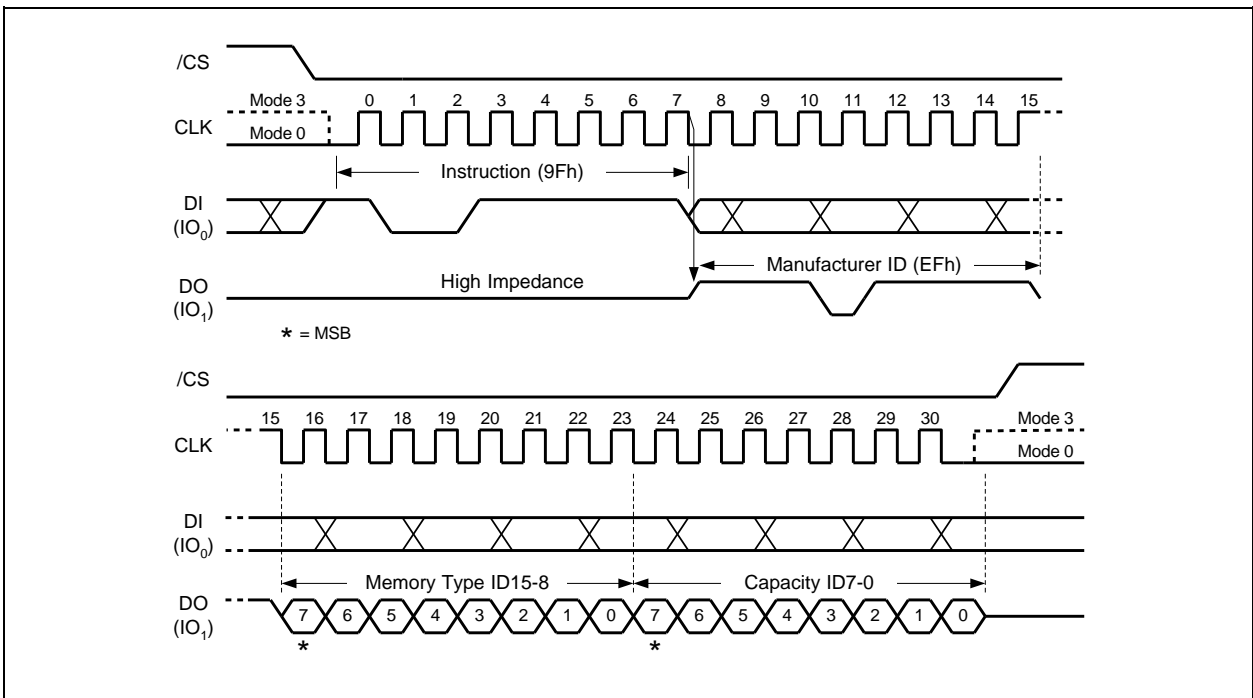 /CS
Mode 3 0 1 2 3 4 5 6 7 8 9 10 11 12 13 14 15
CLK Mode 0
Instruction (9Fh)
DI
(IO₀)
Manufacturer ID (EFh)
DO High Impedance
(IO₁)
* = MSB
/CS
15 16 17 18 19 20 21 22 23 24 25 26 27 28 29 30 Mode 3
CLK Mode 0
DI
(IO₀)
Memory Type ID15-8 Capacity ID7-0
DO 7 6 5 4 3 2 1 0 7 6 5 4 3 2 1 0
(IO₁)
* *